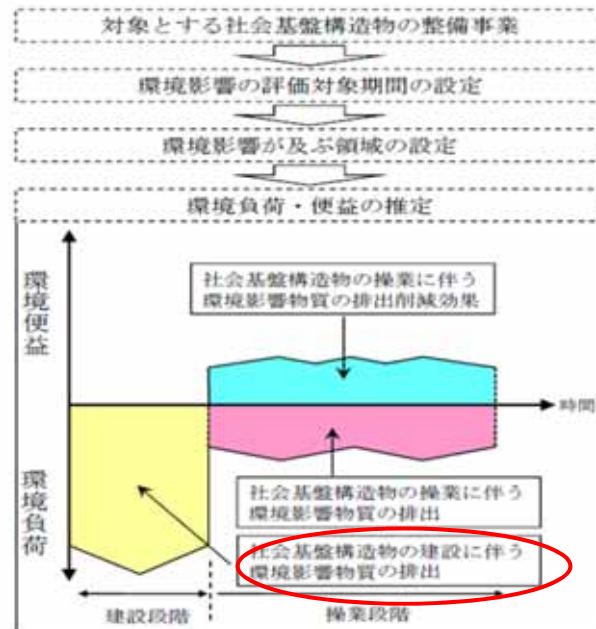 対象とする社会基盤構造物の整備事業
環境影響の評価対象期間の設定
環境影響が及ぶ領域の設定
環境負荷・便益の推定
環境便益
社会基盤構造物の操業に伴う
環境影響物質の排出削減効果
時間
環境負荷
社会基盤構造物の操業に伴う
環境影響物質の排出
社会基盤構造物の建設に伴う
環境影響物質の排出
建設段階
操業段階